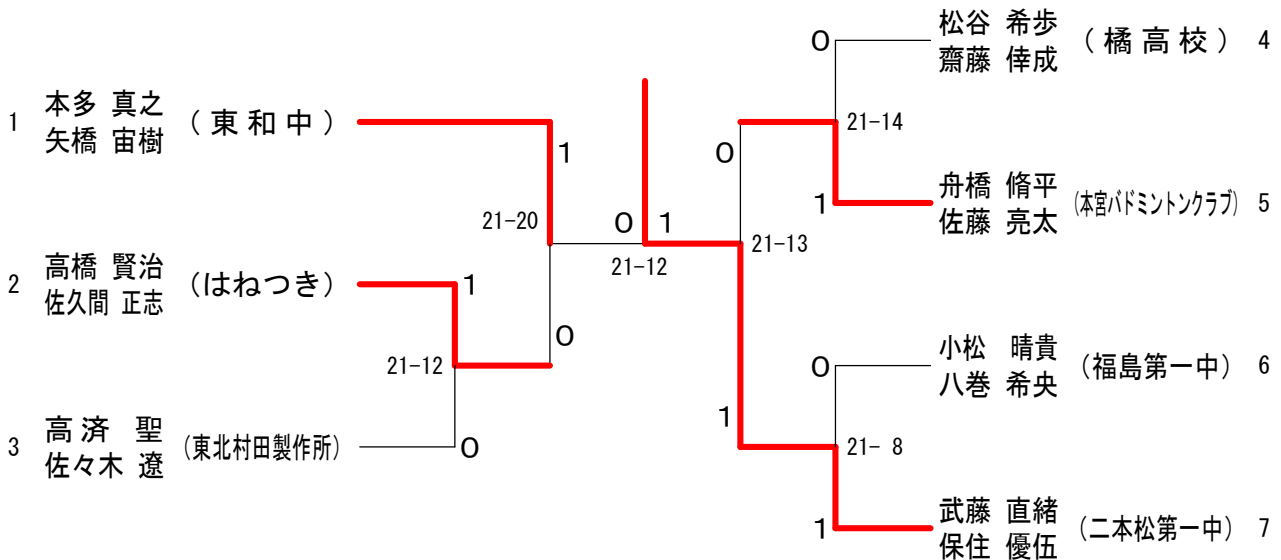 1 本多 真之 (東和中)
矢橋 宙樹
1
21-20
2 高橋 賢治 (はねつき)
佐久間 正志
1
0
21-12
3 高済 聖 (東北村田製作所)
佐々木 遼
0
0 1
21-12
松谷 希歩 (橘高校) 4
齋藤 倖成
0
21-14
0
舟橋 脩平 (本宮バドミントンクラブ) 5
佐藤 亮太
1
21-13
小松 晴貴 (福島第一中) 6
八巻 希央
0
1
21- 8
武藤 直緒 (二本松第一中) 7
保住 優伍
1